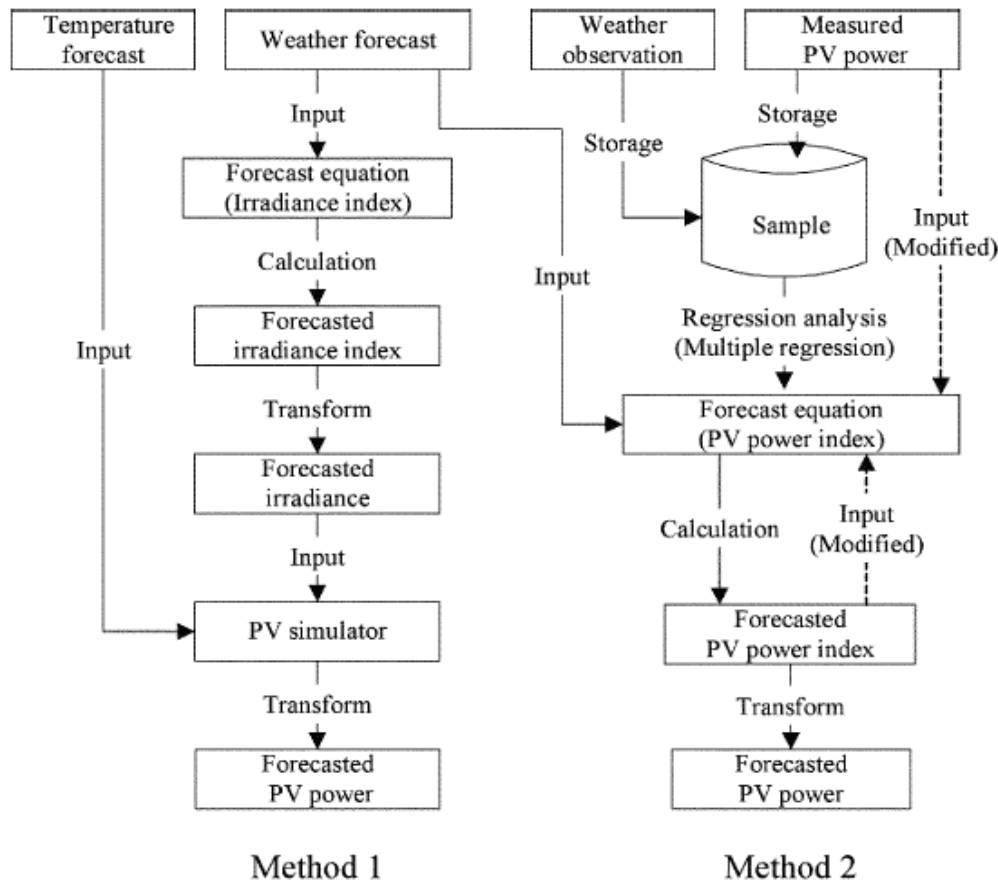 Temperature
forecast
Weather forecast
Weather
observation
Measured
PV power
Input
Storage
Storage
Forecast equation
(Irradiance index)
Sample
Input
(Modified)
Calculation
Input
Forecasted
irradiance index
Regression analysis
(Multiple regression)
Input
Transform
Forecast equation
(PV power index)
Forecasted
irradiance
Calculation
Input
(Modified)
Input
PV simulator
Forecasted
PV power index
Transform
Transform
Forecasted
PV power
Forecasted
PV power
Method 1
Method 2